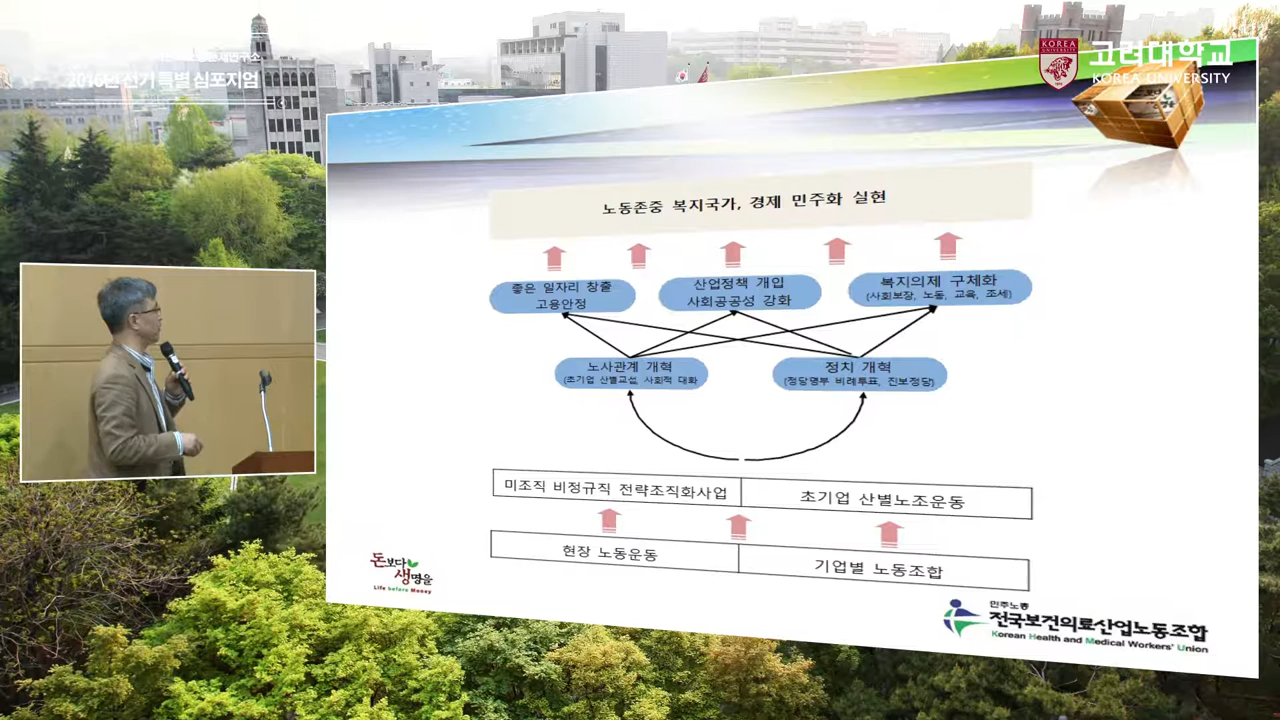 2016년 전기 특별 심포지엄
고려대학교
KOREA UNIVERSITY
KOREA
노동존중 복지국가, 경제 민주화 실현
좋은 일자리 창출
고용안정
산업정책 개입
사회공공성 강화
복지의제 구체화
(사회보장, 노동, 교육, 조세)
노사관계 개혁
(초기업 산별교섭, 사회적 대화)
정치 개혁
(정당명부 비례투표, 진보정당)
미조직 비정규직 전략조직화사업
초기업 산별노조운동
현장 노동운동
기업별 노동조합
돈보다
생명을
Life before Money
민주노총
전국보건의료산업노동조합
Korean Health and Medical Workers' Union